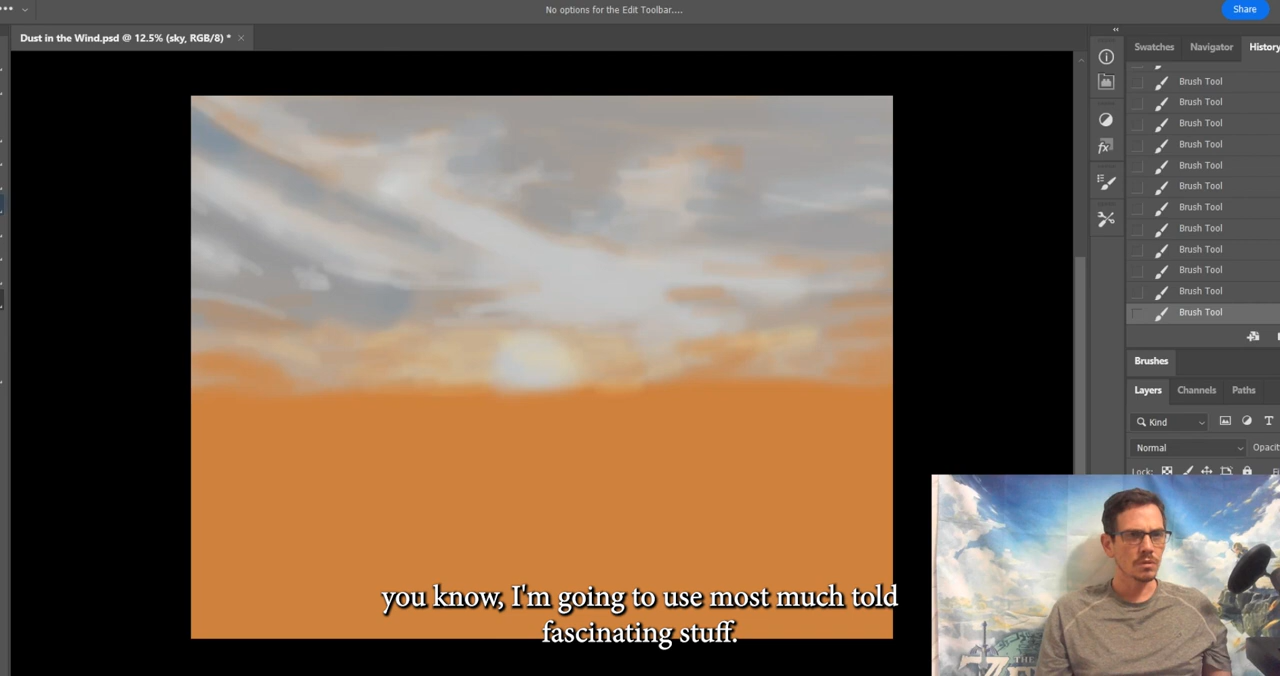 No options for the Edit Toolbar....
Share
Dust in the Wind.psd @ 12.5% (sky, RGB/8) *
Swatches
Navigator
History
Brush Tool
Brush Tool
Brush Tool
Brush Tool
Brush Tool
Brush Tool
Brush Tool
Brush Tool
Brush Tool
Brush Tool
Brush Tool
Brush Tool
Brushes
Layers
Channels
Paths
Kind
Normal
Opacit
Lock:
you know, I'm going to use most much told
fascinating stuff.
THE